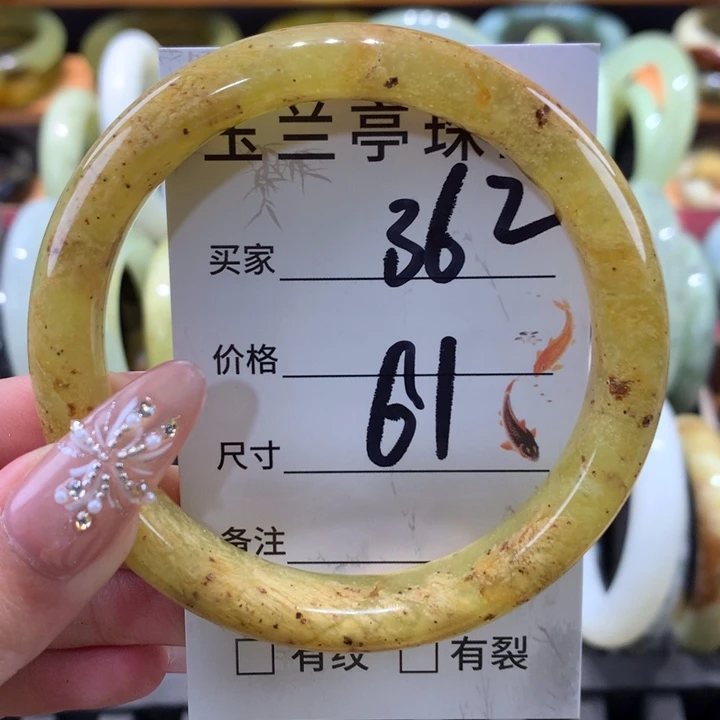 玉兰亭珠
买家 362
价格
尺寸 61
备注
□ 有纹 □ 有裂